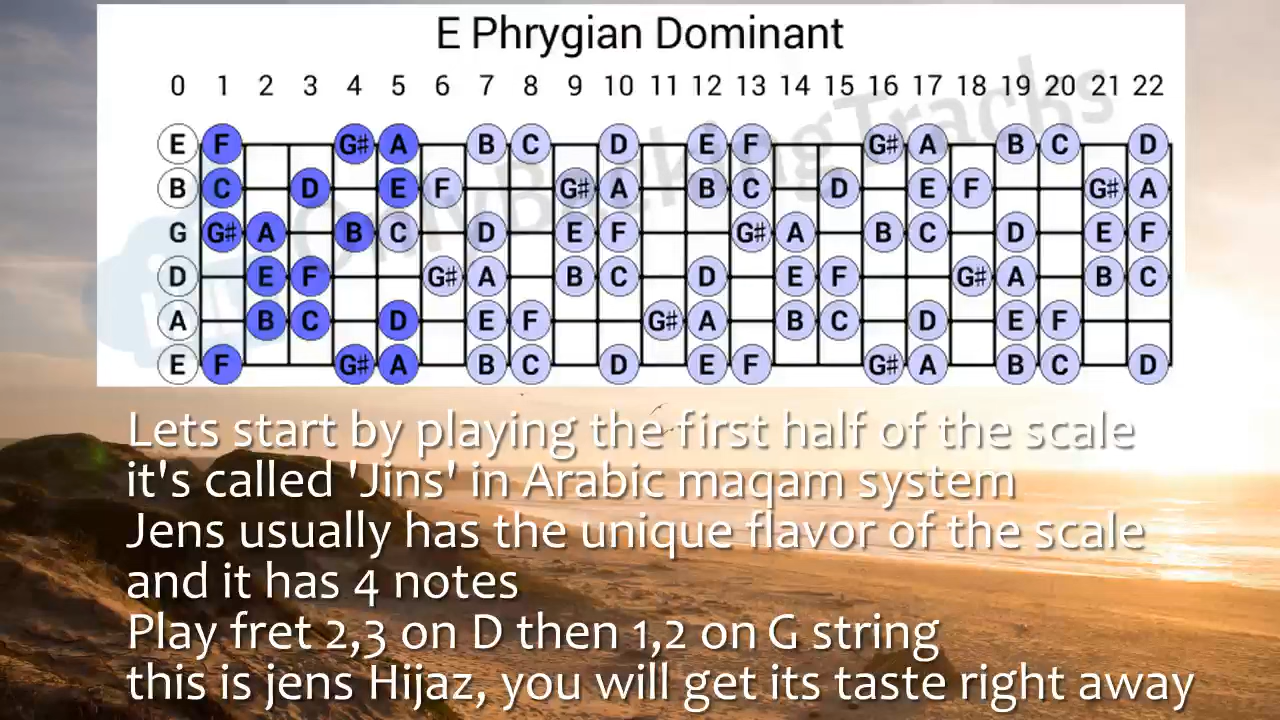 E Phrygian Dominant
0 1 2 3 4 5 6 7 8 9 10 11 12 13 14 15 16 17 18 19 20 21 22
E F G# A B C D E F G# A B C D
B C D E F G# A B C D E F G# A
G G# A B C D E F G# A B C D E F
D E F G# A B C D E F G# A B C
A B C D E F G# A B C D E F
E F G# A B C D E F G# A B C D
OnlyBackingTracks
Lets start by playing the first half of the scale
it's called 'Jins' in Arabic maqam system
Jens usually has the unique flavor of the scale
and it has 4 notes
Play fret 2,3 on D then 1,2 on G string
this is jens Hijaz, you will get its taste right away